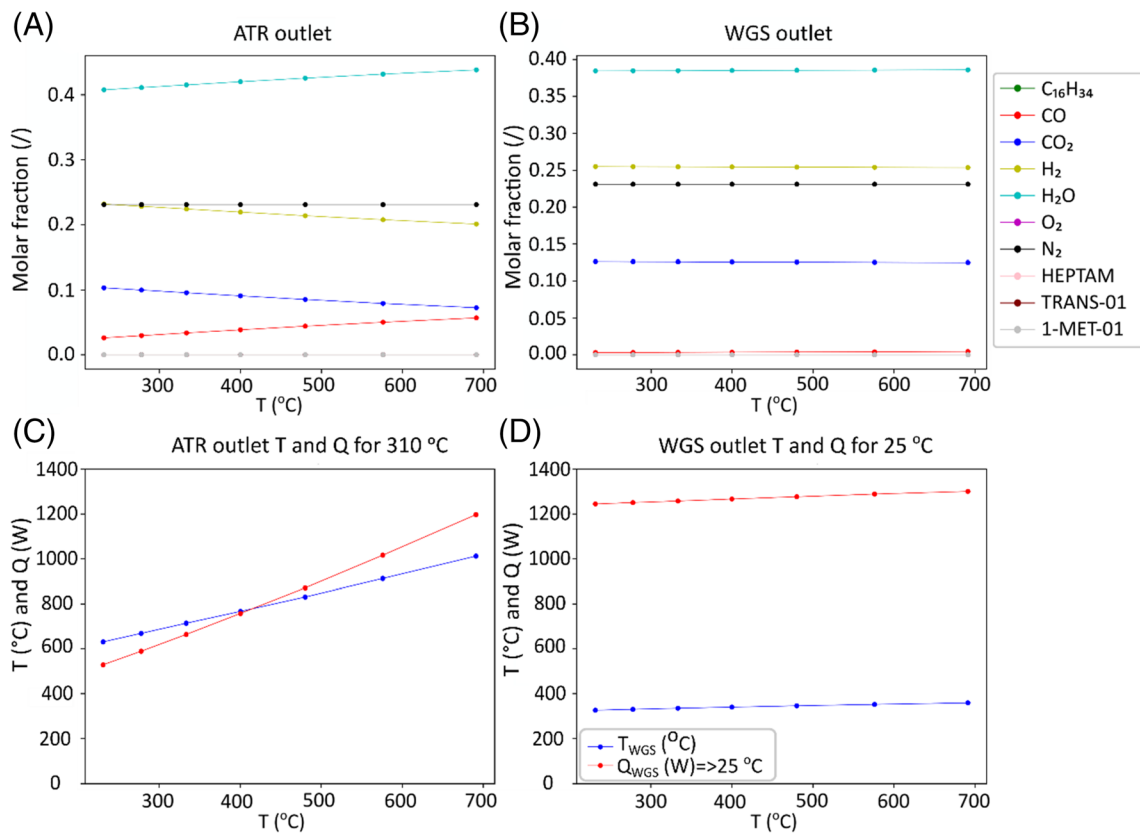 (A)
ATR outlet
Molar fraction (/)
0.4
0.3
0.2
0.1
0.0
300 400 500 600 700
T (°C)
(B)
WGS outlet
Molar fraction (/)
0.40
0.35
0.30
0.25
0.20
0.15
0.10
0.05
0.00
300 400 500 600 700
T (°C)
C₁₆H₃₄
CO
CO₂
H₂
H₂O
O₂
N₂
HEPTAM
TRANS-01
1-MET-01
(C)
ATR outlet T and Q for 310 °C
T (°C) and Q (W)
1400
1200
1000
800
600
400
200
0
300 400 500 600 700
T (°C)
(D)
WGS outlet T and Q for 25 °C
T (°C) and Q (W)
1400
1200
1000
800
600
400
200
0
T_WGS (°C)
Q_WGS (W)=>25 °C
300 400 500 600 700
T (°C)